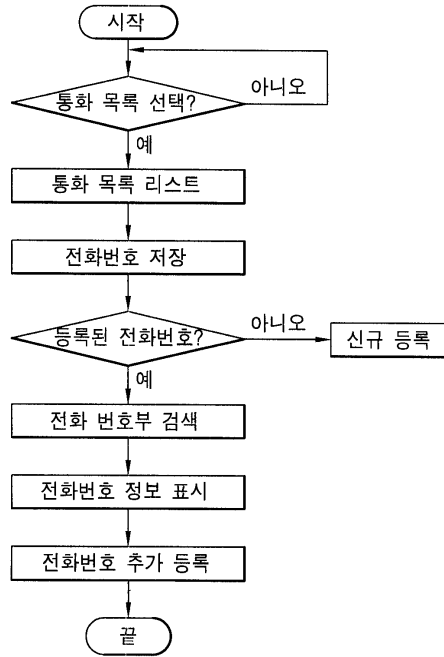 시작
통화 목록 선택?
아니오
예
통화 목록 리스트
전화번호 저장
등록된 전화번호?
아니오
신규 등록
예
전화 번호부 검색
전화번호 정보 표시
전화번호 추가 등록
끝